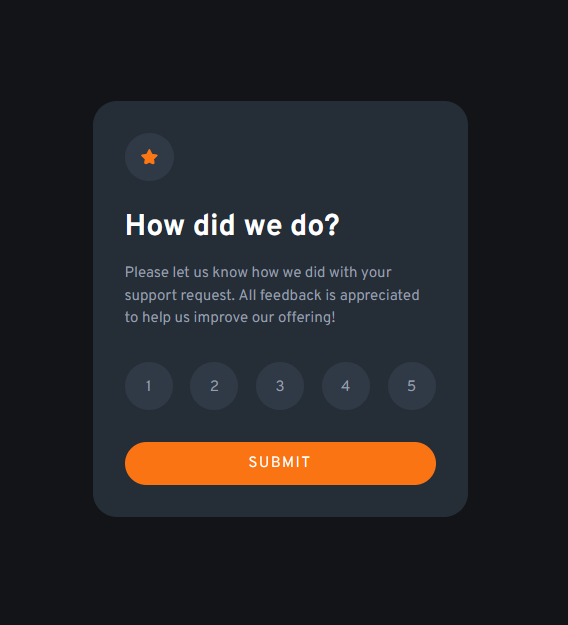 How did we do?
Please let us know how we did with your
support request. All feedback is appreciated
to help us improve our offering!
1 2 3 4 5
SUBMIT